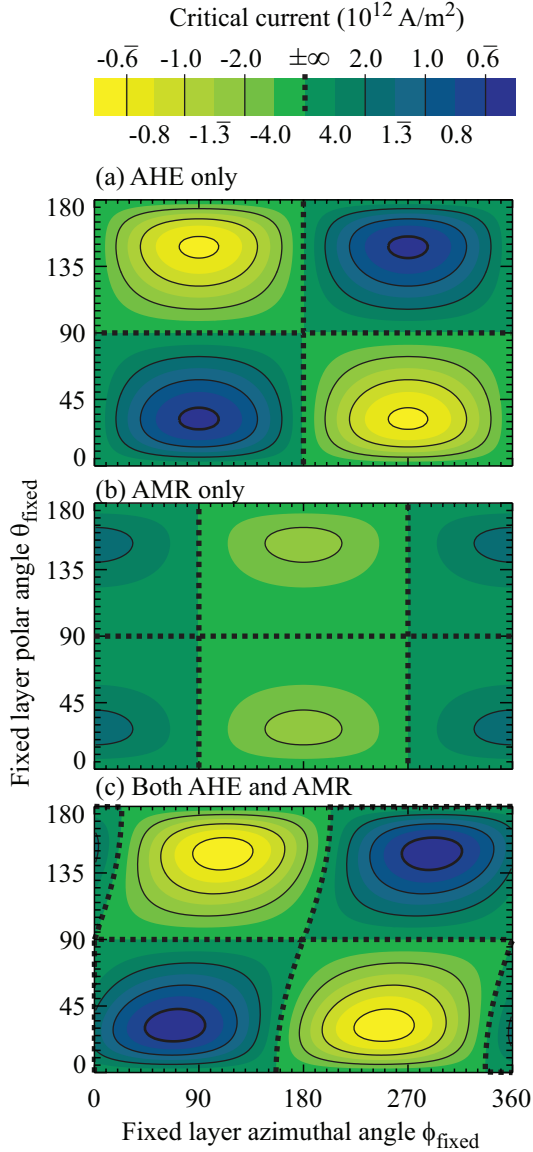 Critical current (10¹² A/m²)
-0.6̅ -1.0 -2.0 ±∞ 2.0 1.0 0.6̅
-0.8 -1.3̅ -4.0 4.0 1.3̅ 0.8
(a) AHE only
180
135
90
45
0
(b) AMR only
180
135
90
45
0
Fixed layer polar angle θfixed
(c) Both AHE and AMR
180
135
90
45
0
0 90 180 270 360
Fixed layer azimuthal angle ϕfixed